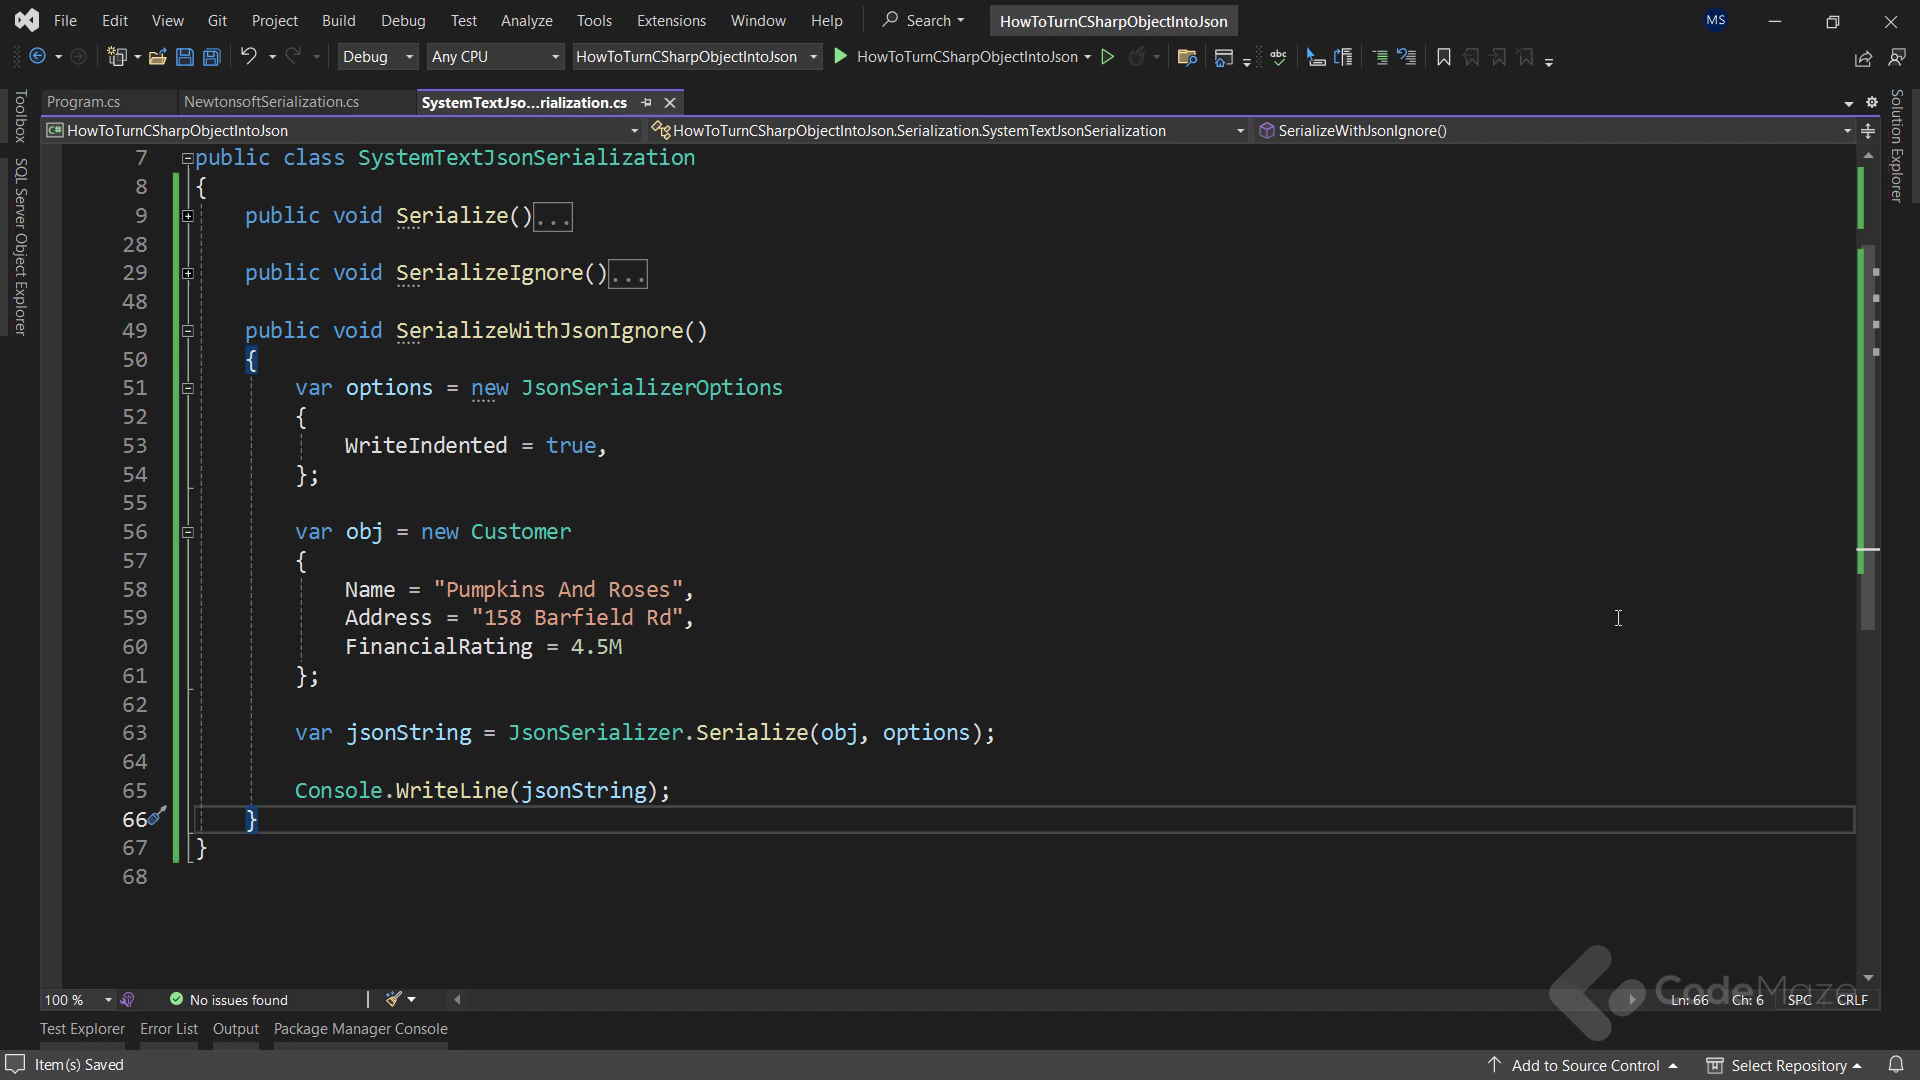 File Edit View Git Project Build Debug Test Analyze Tools Extensions Window Help Search HowToTurnCSharpObjectIntoJson MS
Debug Any CPU HowToTurnCSharpObjectIntoJson HowToTurnCSharpObjectIntoJson abc
Program.cs NewtonsoftSerialization.cs SystemTextJso...rialization.cs
C# HowToTurnCSharpObjectIntoJson HowToTurnCSharpObjectIntoJson.Serialization.SystemTextJsonSerialization SerializeWithJsonIgnore()
Toolbox
SQL Server Object Explorer
Solution Explorer
7 public class SystemTextJsonSerialization
8 {
9 public void Serialize()...
28
29 public void SerializeIgnore()...
48
49 public void SerializeWithJsonIgnore()
50 {
51 var options = new JsonSerializerOptions
52 {
53 WriteIndented = true,
54 };
55
56 var obj = new Customer
57 {
58 Name = "Pumpkins And Roses",
59 Address = "158 Barfield Rd",
60 FinancialRating = 4.5M
61 };
62
63 var jsonString = JsonSerializer.Serialize(obj, options);
64
65 Console.WriteLine(jsonString);
66 }
67 }
68
CodeMaze
100 % No issues found Ln: 66 Ch: 6 SPC CRLF
Test Explorer Error List Output Package Manager Console
Item(s) Saved Add to Source Control Select Repository